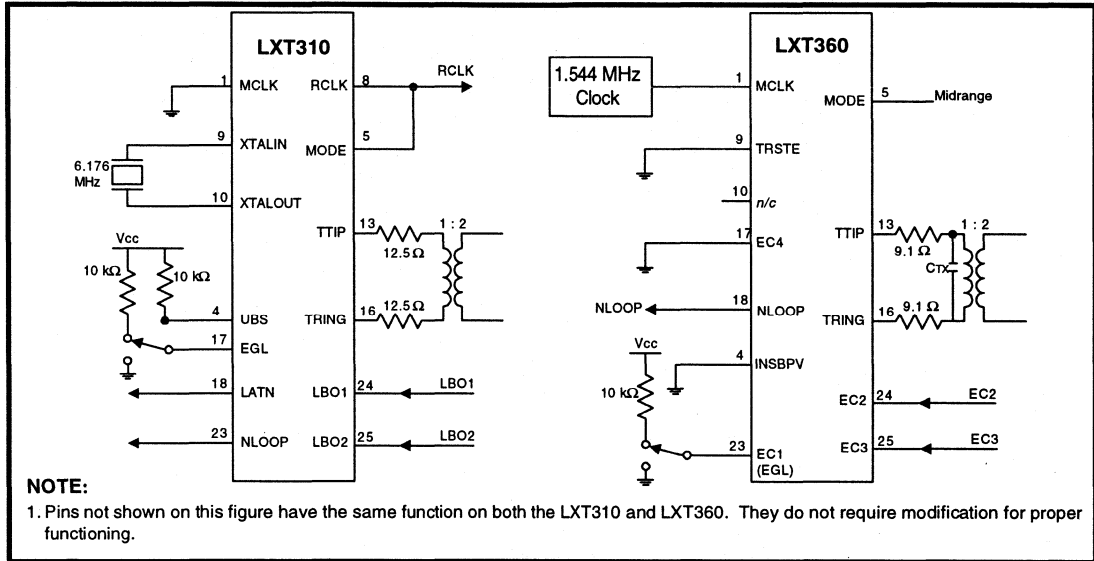 LXT310
1 MCLK
RCLK 8 RCLK
9 XTALIN
MODE 5
6.176
MHz
10 XTALOUT
TTIP 13
1 : 2
12.5 Ω
Vcc
10 kΩ
10 kΩ
4 UBS
TRING 16
12.5 Ω
17 EGL
18 LATN
LBO1 24 LBO1
23 NLOOP
LBO2 25 LBO2
LXT360
1.544 MHz
Clock
1 MCLK
MODE 5 Midrange
9 TRSTE
10 n/c
TTIP 13
1 : 2
9.1 Ω
17 EC4
CTX
NLOOP 18 NLOOP
TRING 16
9.1 Ω
Vcc
4 INSBPV
10 kΩ
EC2 24 EC2
23 EC1
(EGL)
EC3 25 EC3
NOTE:
1. Pins not shown on this figure have the same function on both the LXT310 and LXT360. They do not require modification for proper
functioning.